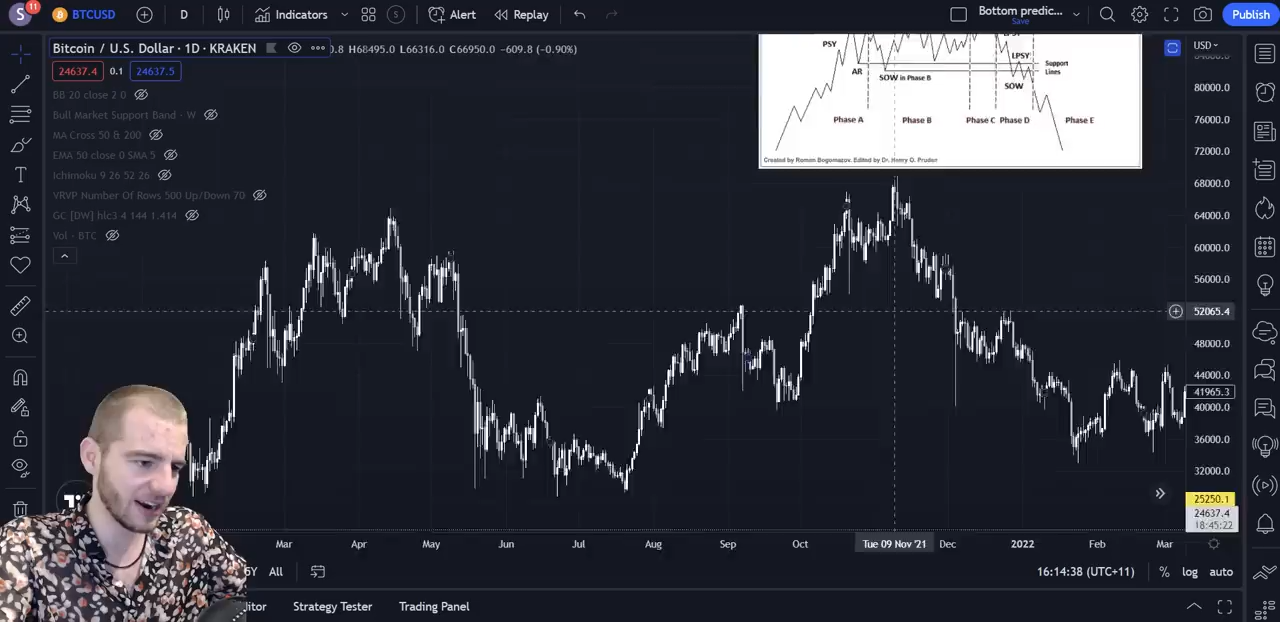 S 11 BTCUSD D Indicators Alert Replay Bottom predic... Save Publish
Bitcoin / U.S. Dollar · 1D · KRAKEN 0.8 H68495.0 L66316.0 C66950.0 -609.8 (-0.90%) USD
24637.4 0.1 24637.5
BB 20 close 2 0
Bull Market Support Band · W
MA Cross 50 & 200
EMA 50 close 0 SMA 5
Ichimoku 9 26 52 26
VRVP Number Of Rows 500 Up/Down 70
GC [DW] hlc3 4 144 1.414
Vol · BTC
PSY
LPSY
AR
SOW in Phase B
Support
Lines
SOW
Phase A Phase B Phase C Phase D Phase E
Created by Roman Bogomazov. Edited by Dr. Henry O. Pruden
80000.0
76000.0
72000.0
68000.0
64000.0
60000.0
56000.0
52065.4
48000.0
44000.0
41965.3
40000.0
36000.0
32000.0
25250.1
24637.4
18:45:22
Mar Apr May Jun Jul Aug Sep Oct Tue 09 Nov '21 Dec 2022 Feb Mar
5Y All 16:14:38 (UTC+11) % log auto
ditor Strategy Tester Trading Panel